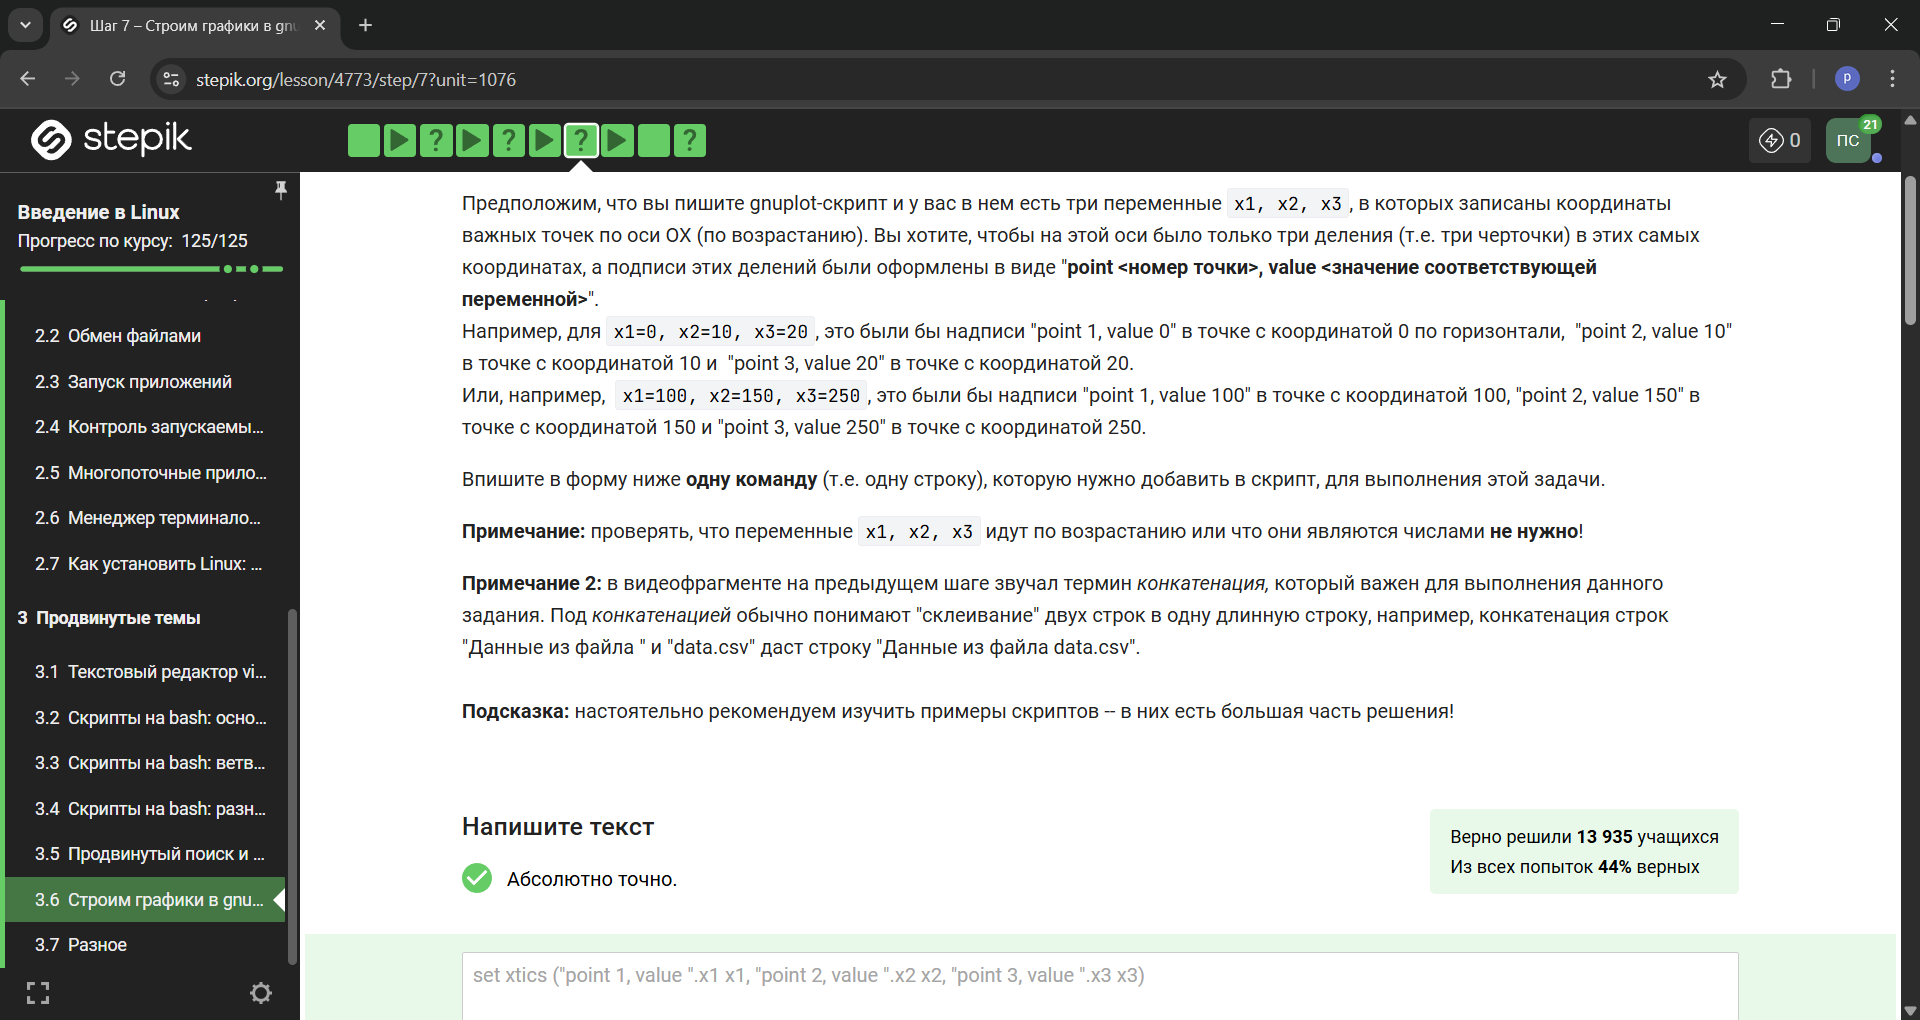 Шаг 7 – Строим графики в gnu
stepik.org/lesson/4773/step/7?unit=1076
P
stepik
?
?
?
?
0
ПС
21
Введение в Linux
Прогресс по курсу: 125/125
2.2 Обмен файлами
2.3 Запуск приложений
2.4 Контроль запускаемы...
2.5 Многопоточные прило...
2.6 Менеджер терминало...
2.7 Как установить Linux: ...
3 Продвинутые темы
3.1 Текстовый редактор vi...
3.2 Скрипты на bash: осно...
3.3 Скрипты на bash: ветв...
3.4 Скрипты на bash: разн...
3.5 Продвинутый поиск и ...
3.6 Строим графики в gnu...
3.7 Разное
Предположим, что вы пишите gnuplot-скрипт и у вас в нем есть три переменные x1, x2, x3, в которых записаны координаты
важных точек по оси OX (по возрастанию). Вы хотите, чтобы на этой оси было только три деления (т.е. три черточки) в этих самых
координатах, а подписи этих делений были оформлены в виде "point <номер точки>, value <значение соответствующей
переменной>".
Например, для x1=0, x2=10, x3=20, это были бы надписи "point 1, value 0" в точке с координатой 0 по горизонтали, "point 2, value 10"
в точке с координатой 10 и "point 3, value 20" в точке с координатой 20.
Или, например, x1=100, x2=150, x3=250, это были бы надписи "point 1, value 100" в точке с координатой 100, "point 2, value 150" в
точке с координатой 150 и "point 3, value 250" в точке с координатой 250.
Впишите в форму ниже одну команду (т.е. одну строку), которую нужно добавить в скрипт, для выполнения этой задачи.
Примечание: проверять, что переменные x1, x2, x3 идут по возрастанию или что они являются числами не нужно!
Примечание 2: в видеофрагменте на предыдущем шаге звучал термин конкатенация, который важен для выполнения данного
задания. Под конкатенацией обычно понимают "склеивание" двух строк в одну длинную строку, например, конкатенация строк
"Данные из файла " и "data.csv" даст строку "Данные из файла data.csv".
Подсказка: настоятельно рекомендуем изучить примеры скриптов -- в них есть большая часть решения!
Напишите текст
Абсолютно точно.
Верно решили 13 935 учащихся
Из всех попыток 44% верных
set xtics ("point 1, value ".x1 x1, "point 2, value ".x2 x2, "point 3, value ".x3 x3)